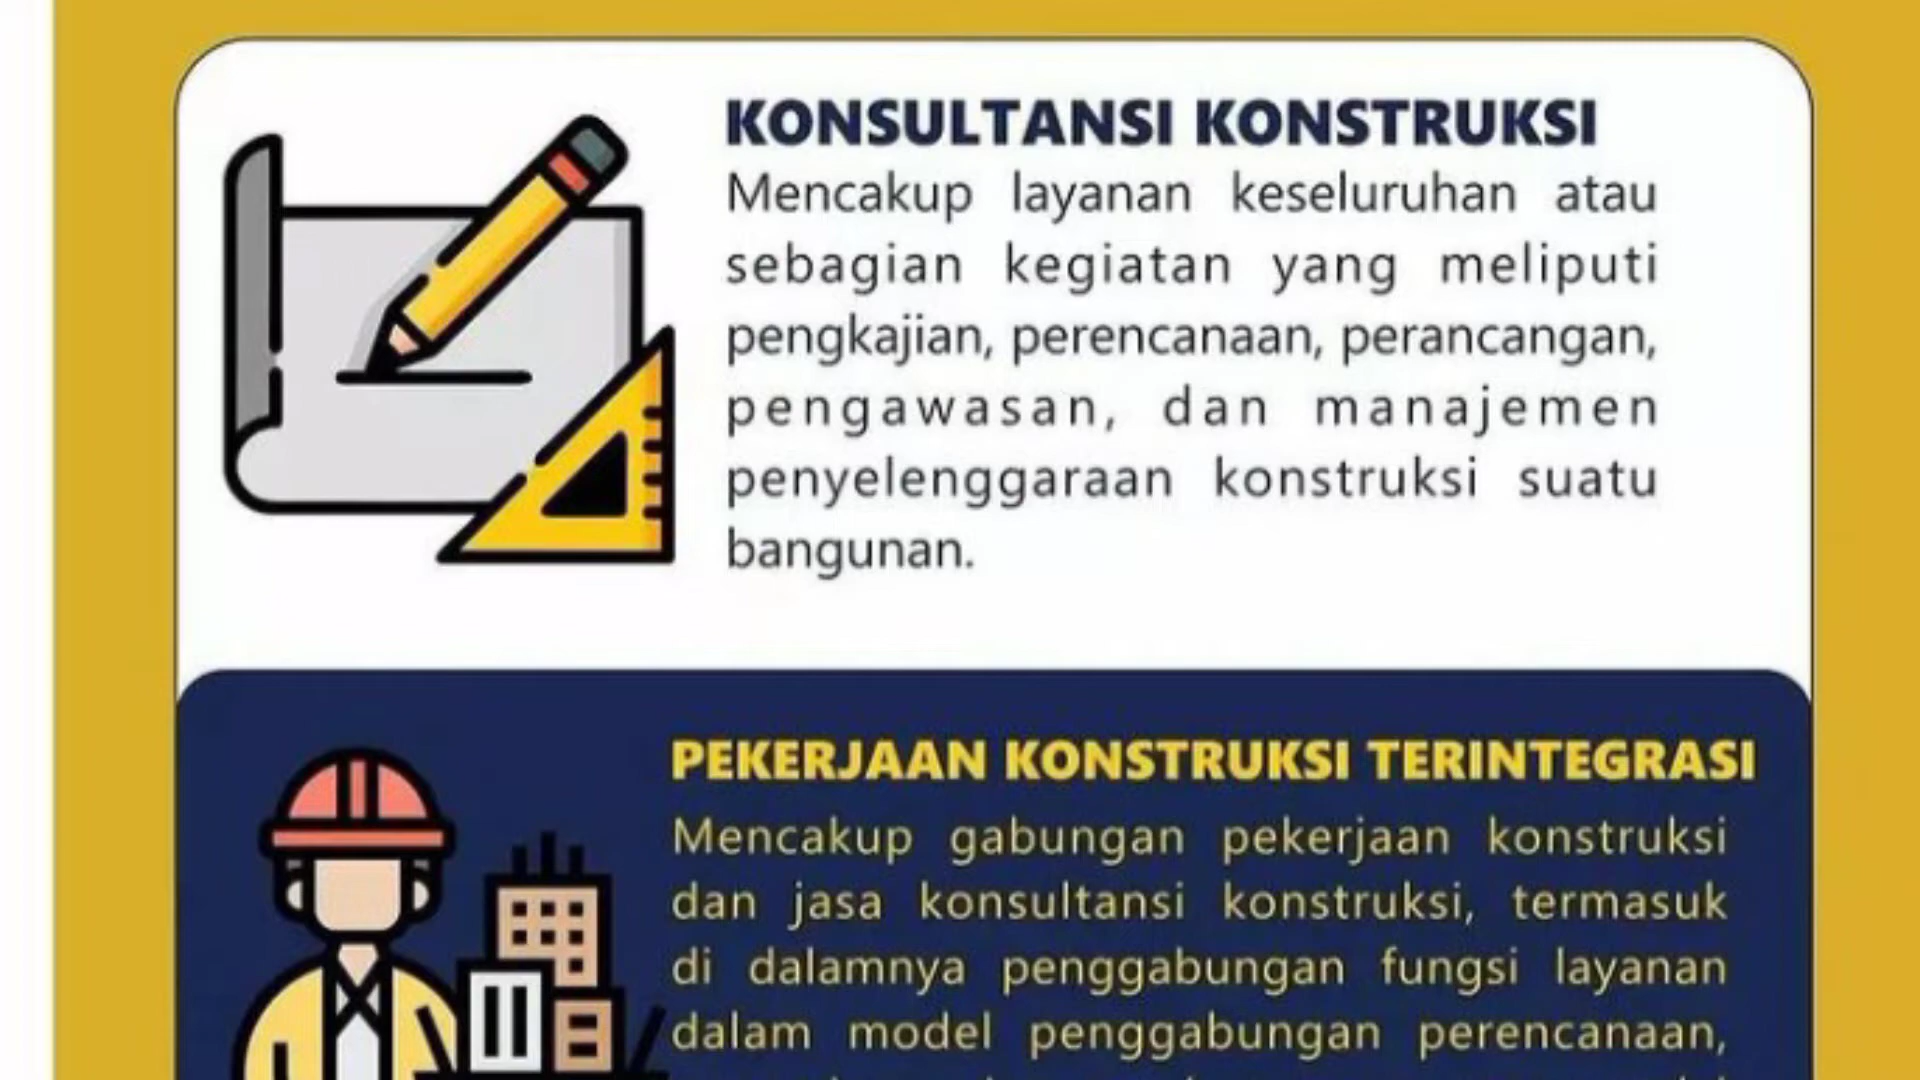 KONSULTANSI KONSTRUKSI
Mencakup layanan keseluruhan atau
sebagian kegiatan yang meliputi
pengkajian, perencanaan, perancangan,
pengawasan, dan manajemen
penyelenggaraan konstruksi suatu
bangunan.
PEKERJAAN KONSTRUKSI TERINTEGRASI
Mencakup gabungan pekerjaan konstruksi
dan jasa konsultansi konstruksi, termasuk
di dalamnya penggabungan fungsi layanan
dalam model penggabungan perencanaan,